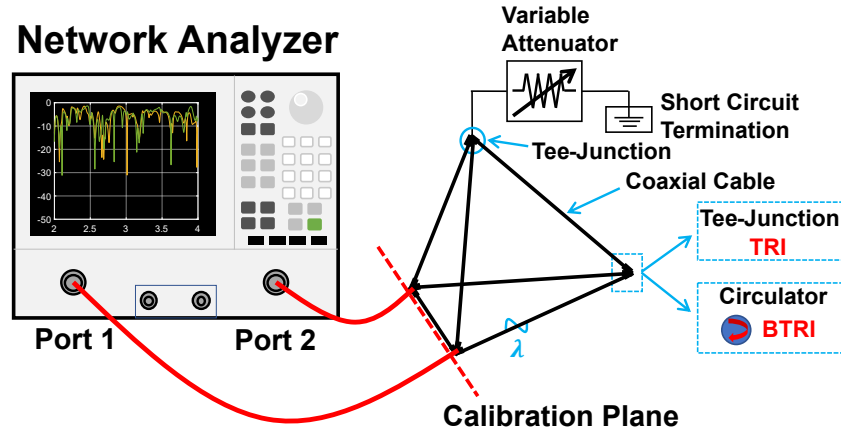 Network Analyzer
Variable
Attenuator
Short Circuit
Termination
Tee-Junction
Coaxial Cable
0
-10
-20
-30
-40
-50
2
2.5
3
3.5
4
Tee-Junction
TRI
Circulator
BTRI
Port 1
Port 2
λ
Calibration Plane